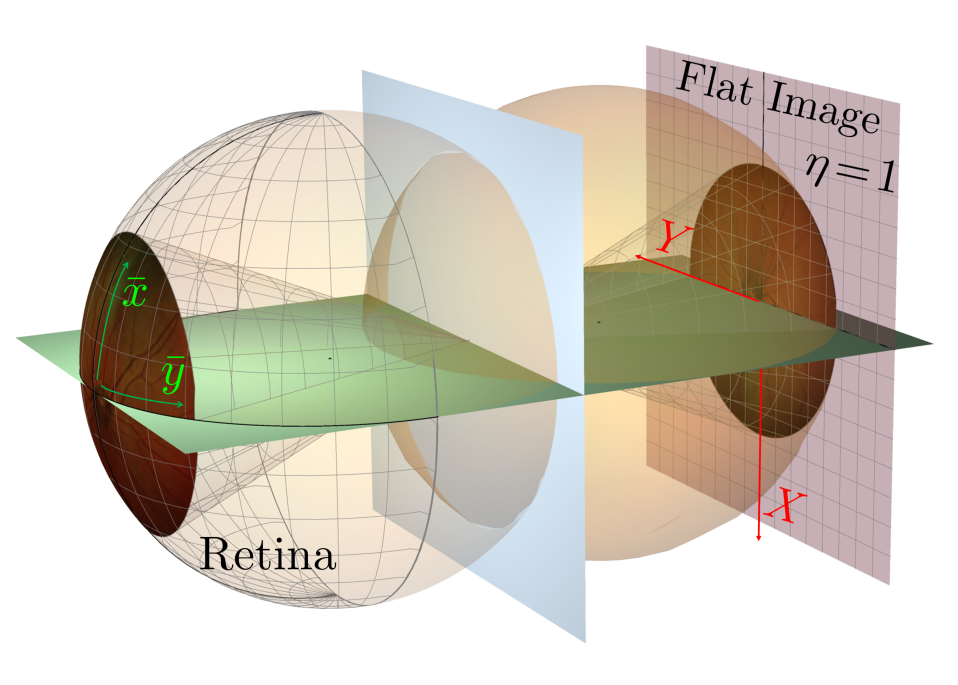 Flat Image
η = 1
Y
x̄
ȳ
X
Retina